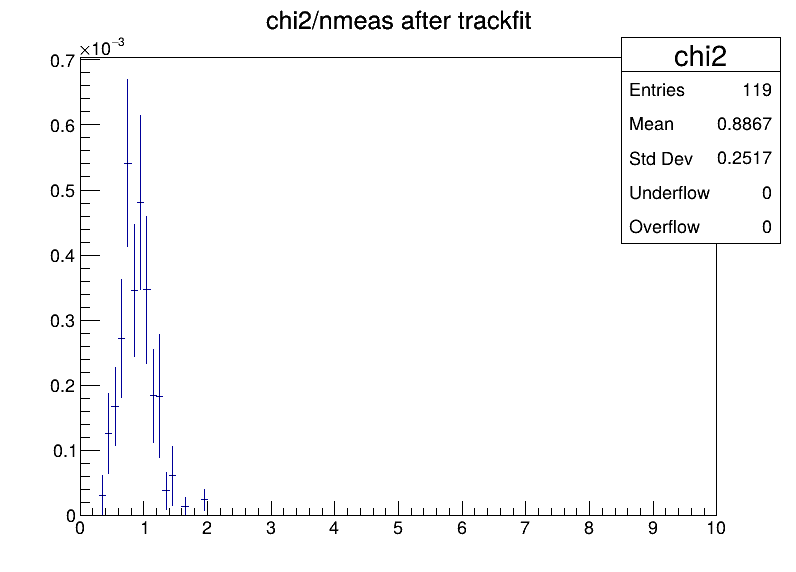 chi2/nmeas after trackfit
×10⁻³
chi2
Entries 119
Mean 0.8867
Std Dev 0.2517
Underflow 0
Overflow 0
0.7
0.6
0.5
0.4
0.3
0.2
0.1
0
0 1 2 3 4 5 6 7 8 9 10